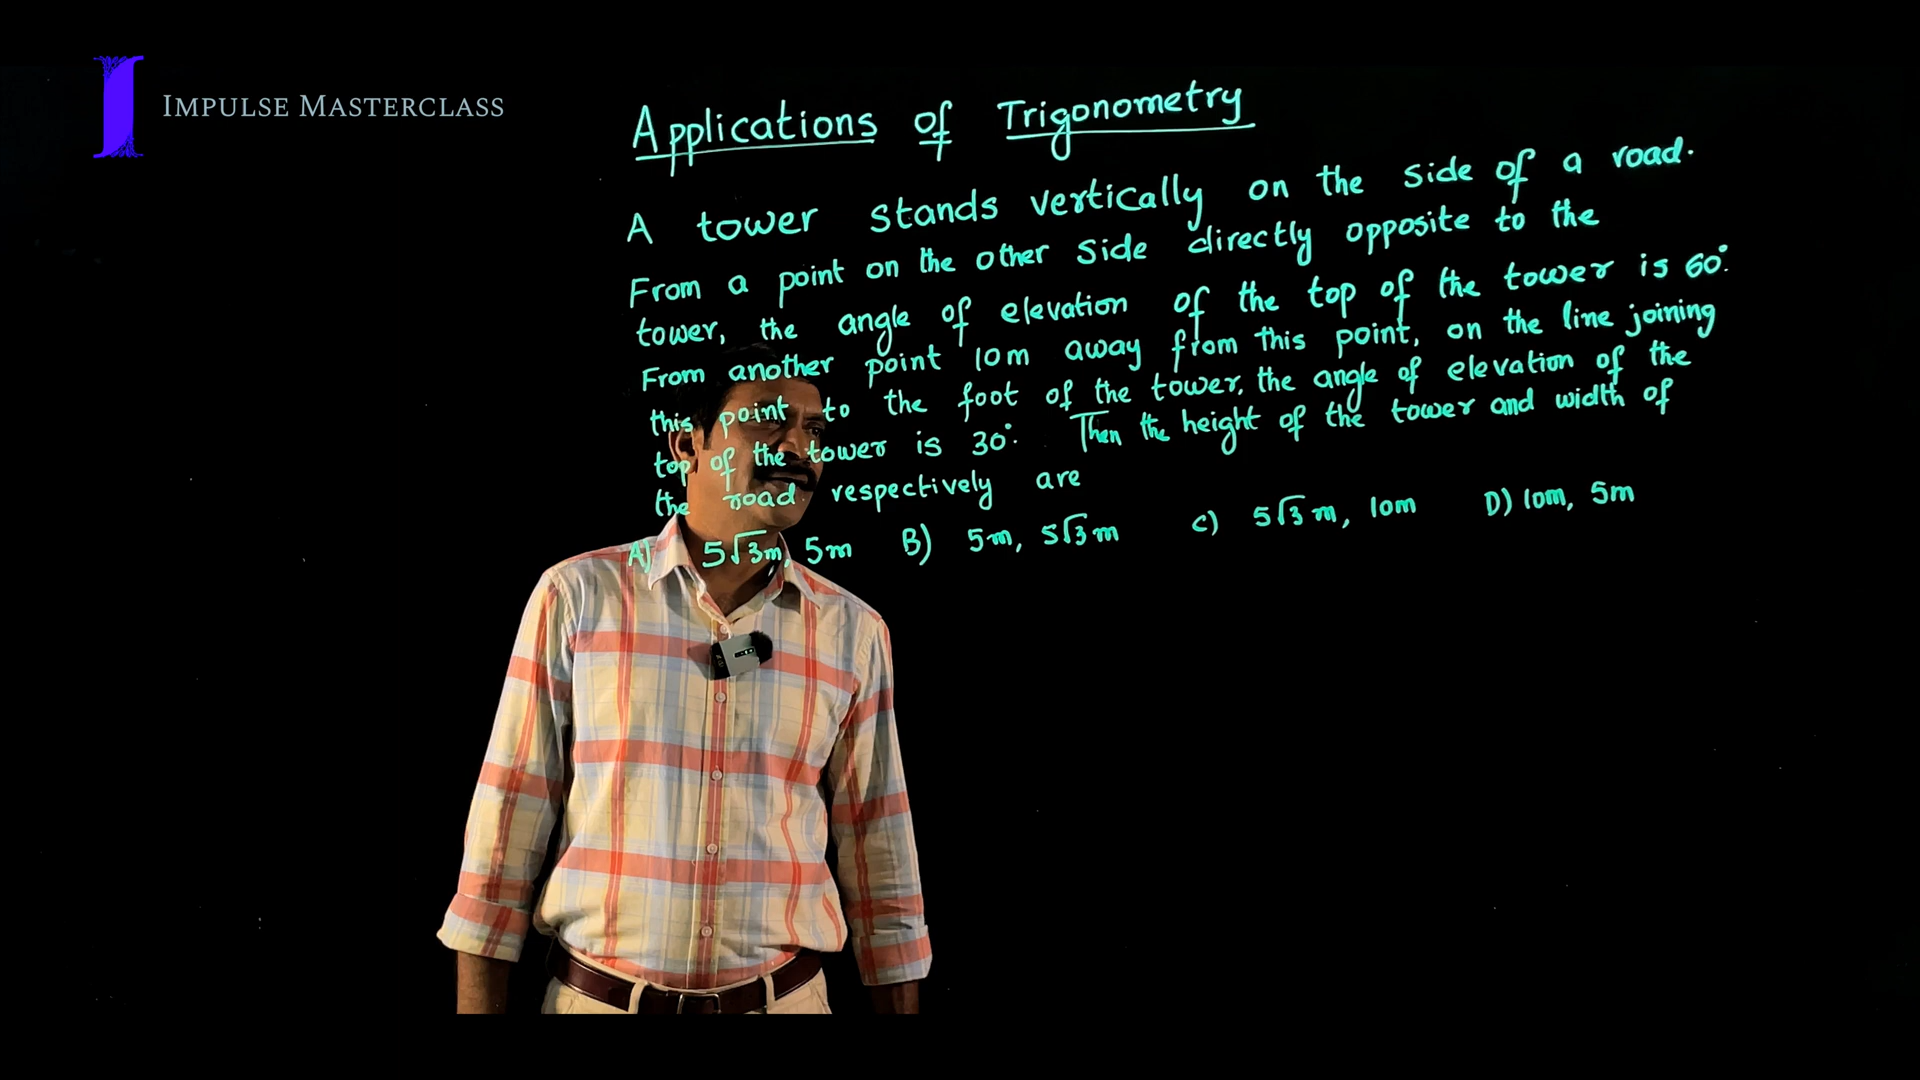 IMPULSE MASTERCLASS
Applications of Trigonometry
A tower stands vertically on the side of a road.
From a point on the other side directly opposite to the
tower, the angle of elevation of the top of the tower is 60°.
From another point 10m away from this point, on the line joining
this point to the foot of the tower, the angle of elevation of the
top of the tower is 30°. Then the height of the tower and width of
the road respectively are
A) 5√3m, 5m B) 5m, 5√3m C) 5√3m, 10m D) 10m, 5m